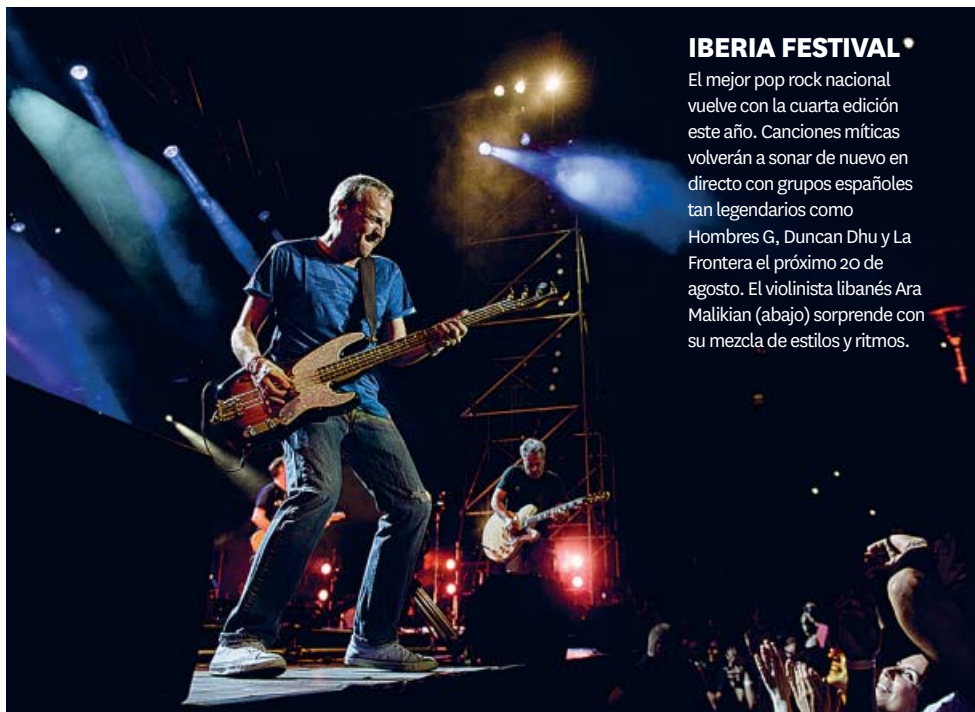 IBERIA FESTIVAL
El mejor pop rock nacional
vuelve con la cuarta edición
este año. Canciones míticas
volverán a sonar de nuevo en
directo con grupos españoles
tan legendarios como
Hombres G, Duncan Dhu y La
Frontera el próximo 20 de
agosto. El violinista libanés Ara
Malikian (abajo) sorprende con
su mezcla de estilos y ritmos.